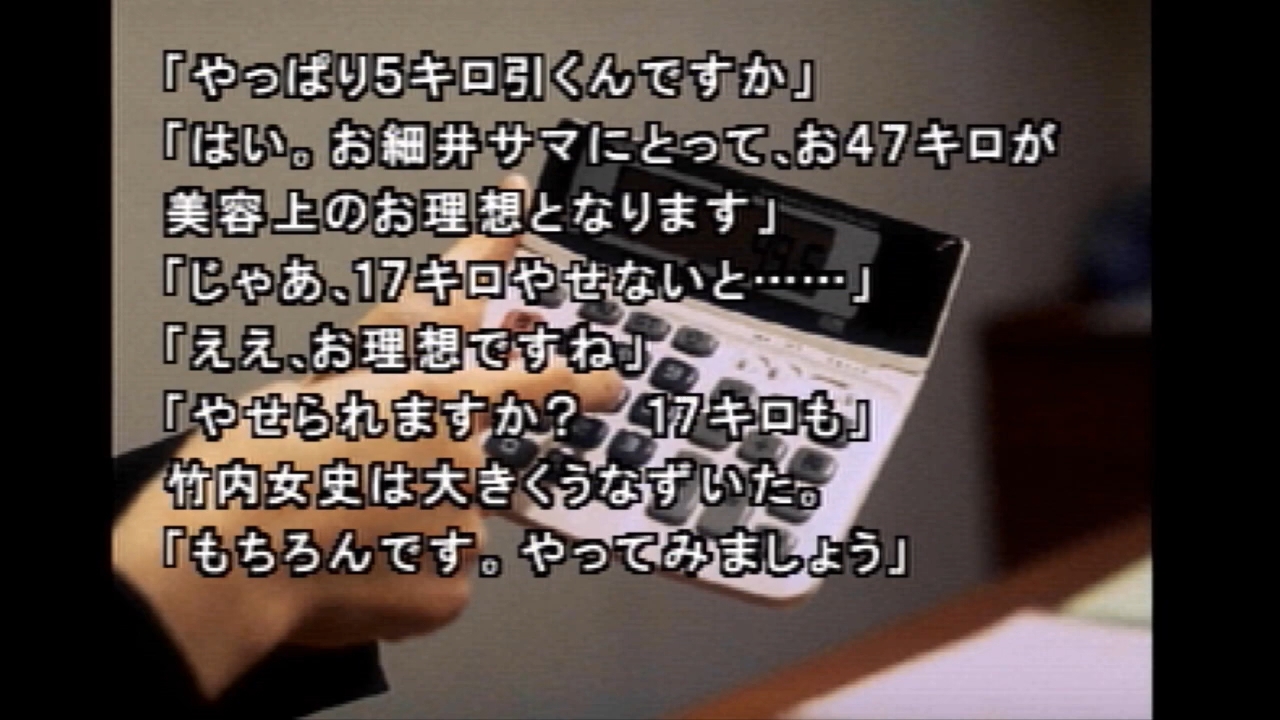 「やっぱり5キロ引くんですか」
「はい。お細井サマにとって、お47キロが
美容上のお理想となります」
「じゃあ、17キロやせないと……」
「ええ、お理想ですね」
「やせられますか？　17キロも」
竹内女史は大きくうなずいた。
「もちろんです。やってみましょう」